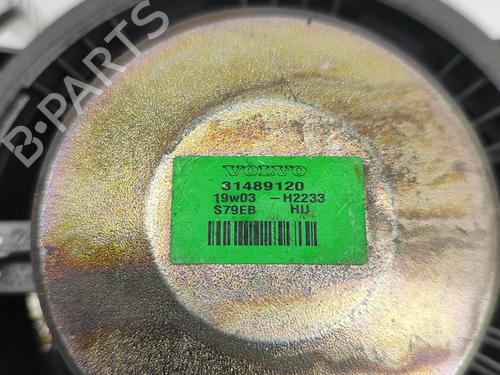 B-PARTS
VOLVO
31489120
19w03 -H2233
S79EB HU